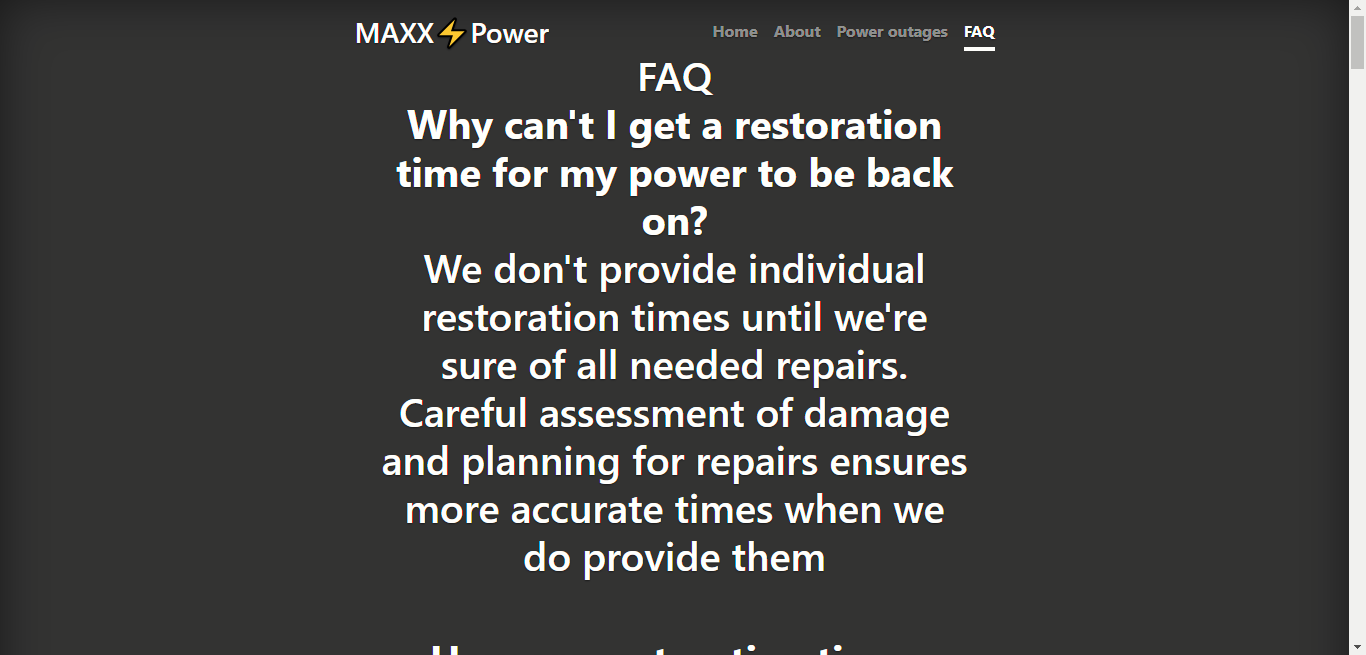 MAXX⚡Power
Home About Power outages FAQ
FAQ
Why can't I get a restoration
time for my power to be back
on?
We don't provide individual
restoration times until we're
sure of all needed repairs.
Careful assessment of damage
and planning for repairs ensures
more accurate times when we
do provide them